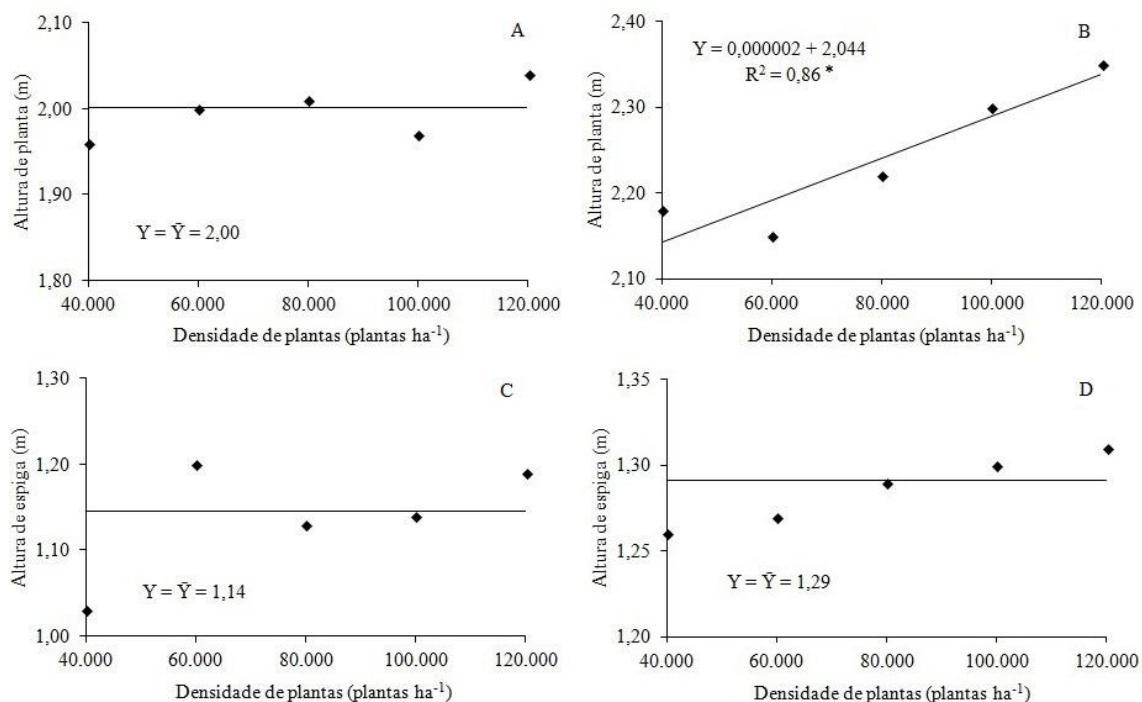 A
Altura de planta (m)
2,10
2,00
1,90
1,80
Y = Ȳ = 2,00
40.000 60.000 80.000 100.000 120.000
Densidade de plantas (plantas ha⁻¹)
B
Altura de planta (m)
2,40
2,30
2,20
2,10
Y = 0,000002 + 2,044
R² = 0,86 *
40.000 60.000 80.000 100.000 120.000
Densidade de plantas (plantas ha⁻¹)
C
Altura de espiga (m)
1,30
1,20
1,10
1,00
Y = Ȳ = 1,14
40.000 60.000 80.000 100.000 120.000
Densidade de plantas (plantas ha⁻¹)
D
Altura de espiga (m)
1,35
1,30
1,25
1,20
Y = Ȳ = 1,29
40.000 60.000 80.000 100.000 120.000
Densidade de plantas (plantas ha⁻¹)